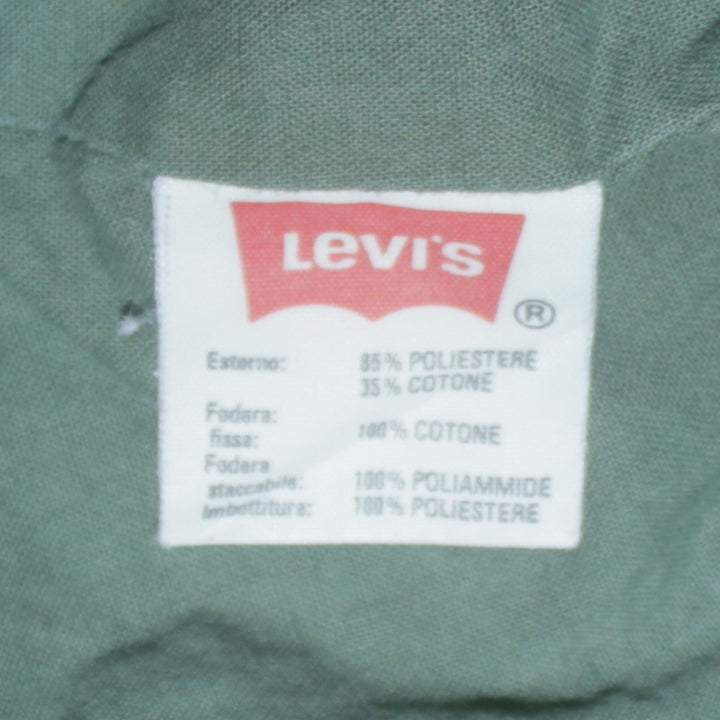 Levi's ®
Esterno: 65% POLIESTERE
35% COTONE
Fodera:
fissa: 100% COTONE
Fodera
staccabile: 100% POLIAMMIDE
Imbottitura: 100% POLIESTERE